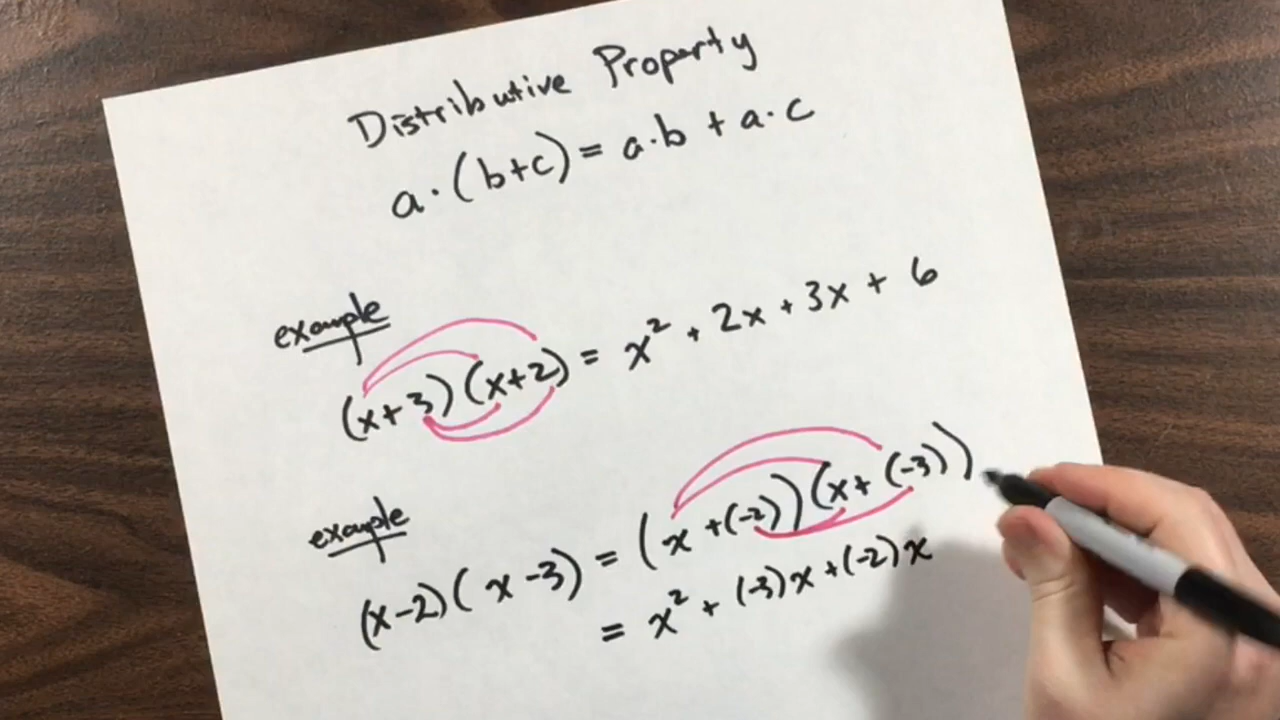 Distributive Property
a·(b+c) = a·b + a·c
example
(x+3)(x+2) = x² + 2x + 3x + 6
example
(x-2)(x-3) = (x+(-2))(x+(-3))
= x² + (-3)x+(-2)x